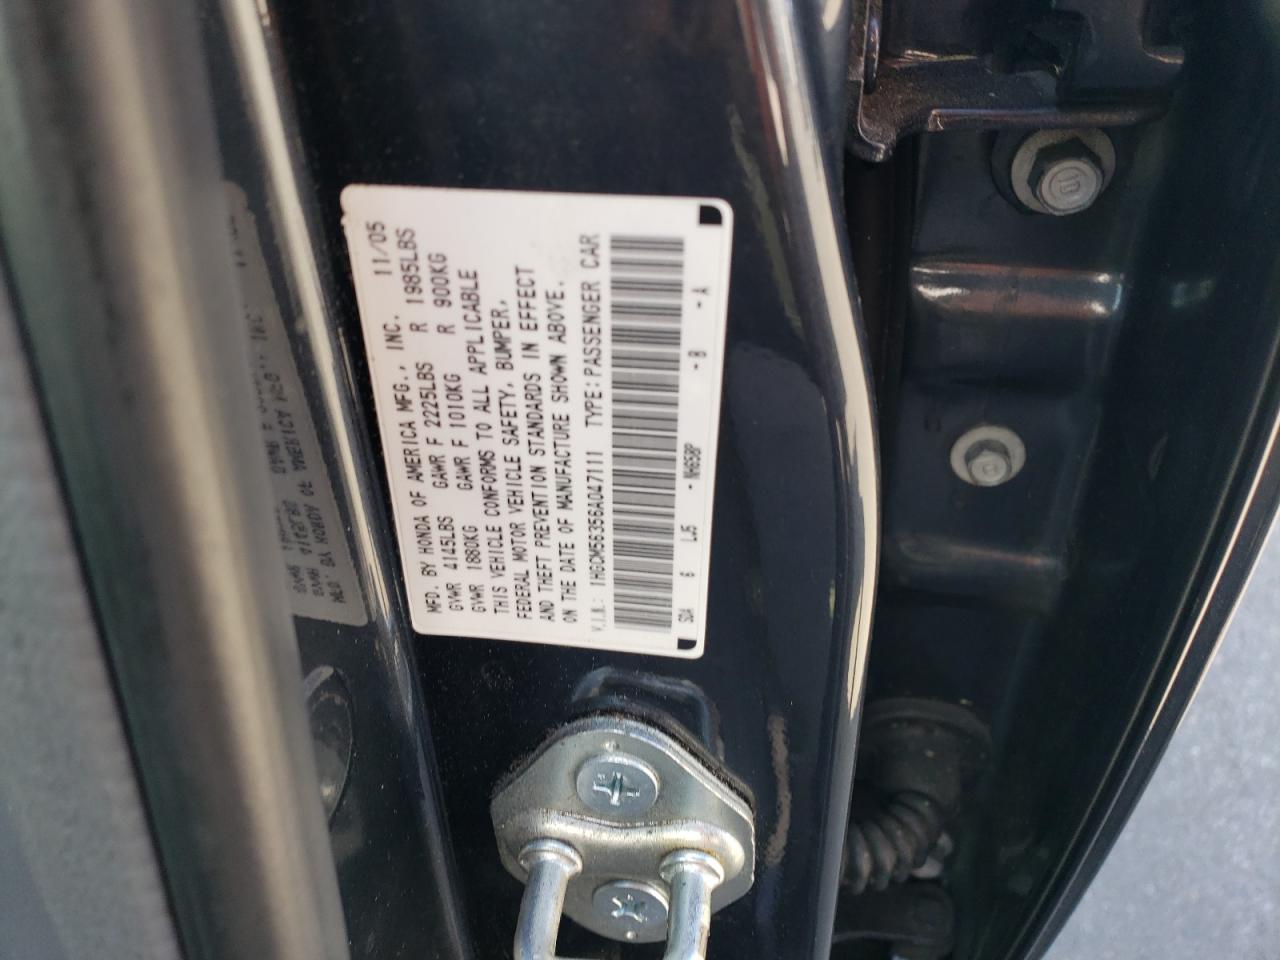 MFD. BY HONDA OF AMERICA MFG., INC. 11/05
GVWR 4145LBS GAWR F 2225LBS R 1985LBS
GVWR 1880KG GAWR F 1010KG R 900KG
THIS VEHICLE CONFORMS TO ALL APPLICABLE
FEDERAL MOTOR VEHICLE SAFETY, BUMPER,
AND THEFT PREVENTION STANDARDS IN EFFECT
ON THE DATE OF MANUFACTURE SHOWN ABOVE.
V.I.N.: 1HGCM56356A047111 TYPE:PASSENGER CAR
SDA 6 LJ5 - NH658P - B - A